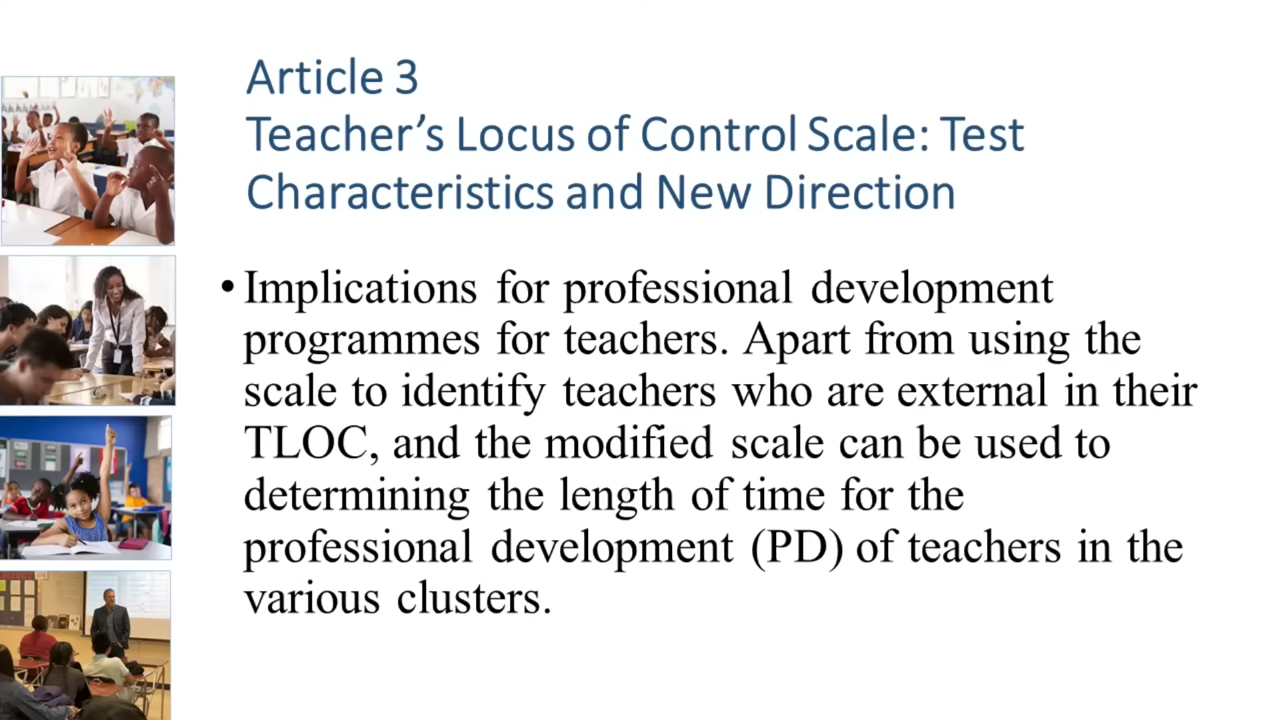 Article 3
Teacher’s Locus of Control Scale: Test
Characteristics and New Direction
• Implications for professional development
programmes for teachers. Apart from using the
scale to identify teachers who are external in their
TLOC, and the modified scale can be used to
determining the length of time for the
professional development (PD) of teachers in the
various clusters.